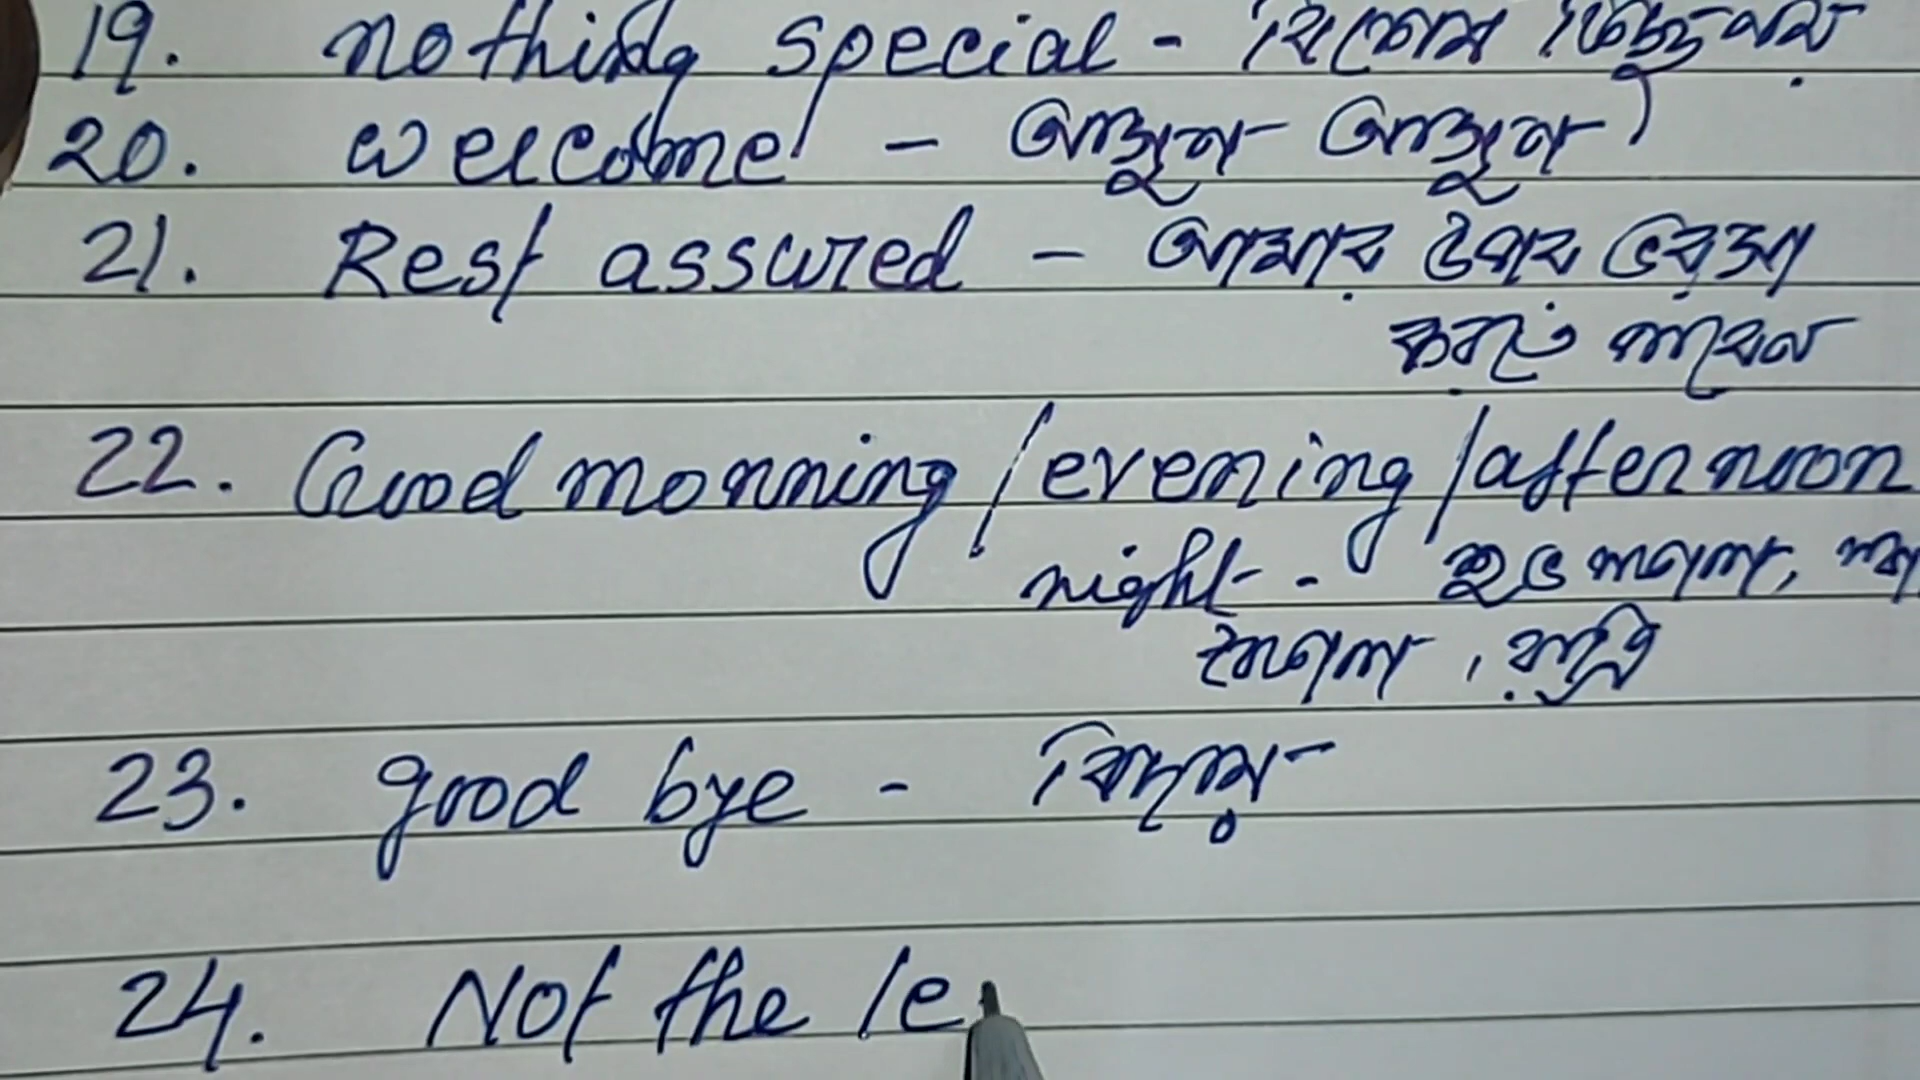 19. nothing special - বিশেষ কিছু নয়
20. welcome - আসুন আসুন
21. Rest assured - আমার উপর ভরসা
করতে পারেন
22. Good morning / evening / afternoon
night - শুভ সকাল,
রাত্রি
23. good bye - বিদায়
24. Not the le